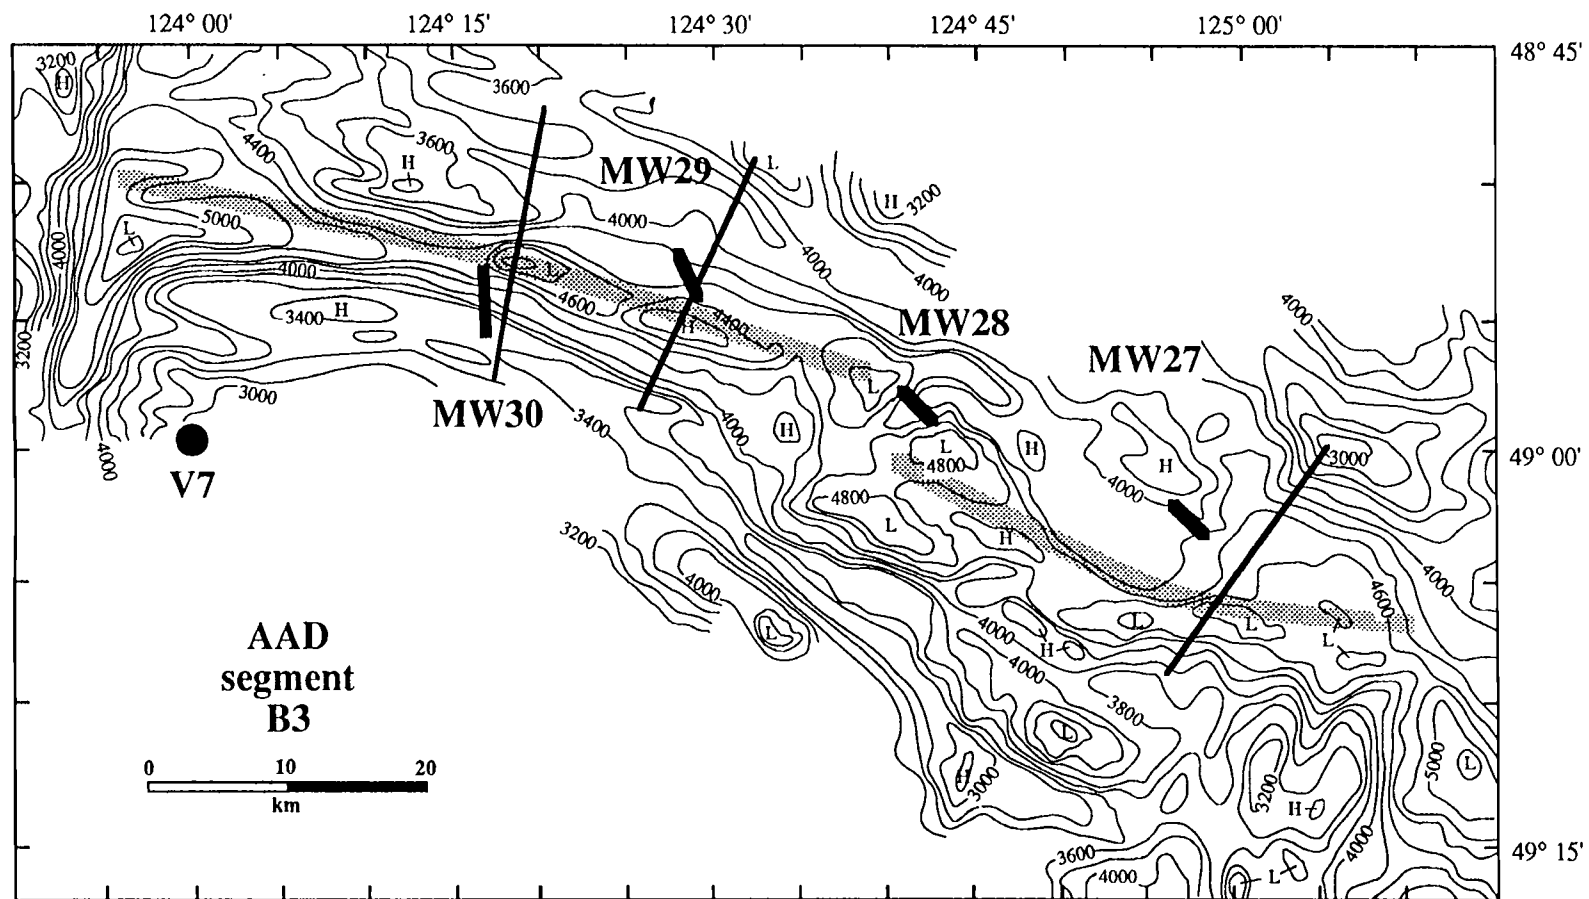 124° 00'
124° 15'
124° 30'
124° 45'
125° 00'
48° 45'
3200
H
3600
3600
4400
H
MW29
L
H
3200
5000
4000
L
4000
4000
4000
L
4000
4600
4000
3400
H
H
4400
MW28
3200
MW27
L
3000
MW30
3400
4000
H
L
4800
H
H
4000
3000
49° 00'
4000
V7
4800
L
H
3200
4000
4000
4600
L
L
L
L
AAD
segment
B3
4000
H
4000
3800
L
5000
L
0
10
20
km
H
3000
3200
H
4000
3600
4000
L
49° 15'